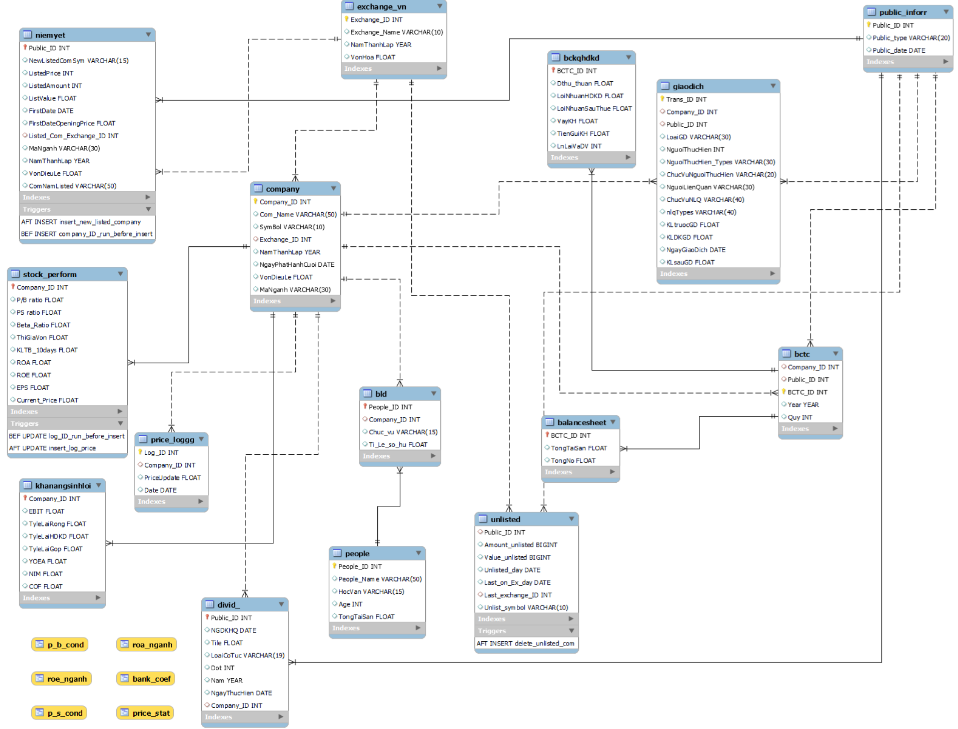 niemyet
Public_ID INT
NewListedComSym VARCHAR(15)
ListedPrice INT
ListedAmount INT
ListValue FLOAT
FirstDate DATE
FirstDateOpeningPrice FLOAT
Listed_Com_Exchange_ID INT
MaNganh VARCHAR(30)
NamThanhLap YEAR
VonDieuLe FLOAT
ComNamListed VARCHAR(50)
Indexes
Triggers
AFT INSERT insert_new_listed_company
BEF INSERT company_ID_run_before_insert
exchange_vn
Exchange_ID INT
Exchange_Name VARCHAR(10)
NamThanhLap YEAR
VonHoa FLOAT
Indexes
public_inforr
Public_ID INT
Public_type VARCHAR(20)
Public_date DATE
Indexes
bckqhdkd
BCTC_ID INT
Dthu_thuan FLOAT
LoiNhuanHDKD FLOAT
LoiNhuanSauThue FLOAT
VayKH FLOAT
TienGuiKH FLOAT
LnLaiVaDV INT
Indexes
giaodich
Trans_ID INT
Company_ID INT
Public_ID INT
LoaiGD VARCHAR(30)
NguoiThucHien INT
NguoiThucHien_Types VARCHAR(30)
ChucVuNguoiThucHien VARCHAR(20)
NguoiLienQuan VARCHAR(30)
ChucVuNLQ VARCHAR(40)
nlqTypes VARCHAR(40)
KLtruocGD FLOAT
KLDKGD FLOAT
NgayGiaoDich DATE
KLsauGD FLOAT
Indexes
company
Company_ID INT
Com_Name VARCHAR(50)
Symbol VARCHAR(10)
Exchange_ID INT
NamThanhLap YEAR
NgayPhatHanhCuoi DATE
VonDieuLe FLOAT
MaNganh VARCHAR(30)
Indexes
stock_perform
Company_ID INT
P/B ratio FLOAT
PS ratio FLOAT
Beta_Ratio FLOAT
ThiGiaVon FLOAT
KLTB_10days FLOAT
ROA FLOAT
ROE FLOAT
EPS FLOAT
Current_Price FLOAT
Indexes
Triggers
BEF UPDATE log_ID_run_before_insert
AFT UPDATE insert_log_price
bctc
Company_ID INT
Public_ID INT
BCTC_ID INT
Year YEAR
Quy INT
Indexes
bld
People_ID INT
Company_ID INT
Chuc_vu VARCHAR(15)
Ti_Le_so_hu FLOAT
Indexes
balancesheet
BCTC_ID INT
TongTaiSan FLOAT
TongNo FLOAT
Indexes
price_loggg
Log_ID INT
Company_ID INT
PriceUpdate FLOAT
Date DATE
Indexes
khanangsinhloi
Company_ID INT
EBIT FLOAT
TyleLaiRong FLOAT
TyleLaiHDKD FLOAT
TyleLaiGop FLOAT
YOEA FLOAT
NIM FLOAT
COF FLOAT
Indexes
unlisted
Public_ID INT
Amount_unlisted BIGINT
Value_unlisted BIGINT
Unlisted_day DATE
Last_on_Ex_day DATE
Last_exchange_ID INT
Unlist_symbol VARCHAR(10)
Indexes
Triggers
AFT INSERT delete_unlisted_com
people
People_ID INT
People_Name VARCHAR(50)
HocVan VARCHAR(15)
Age INT
TongTaiSan FLOAT
Indexes
divid_
Public_ID INT
NGDKHQ DATE
Tile FLOAT
LoaiCoTuc VARCHAR(19)
Dot INT
Nam YEAR
NgayThucHien DATE
Company_ID INT
Indexes
p_b_cond
roa_nganh
roe_nganh
bank_coef
p_s_cond
price_stat